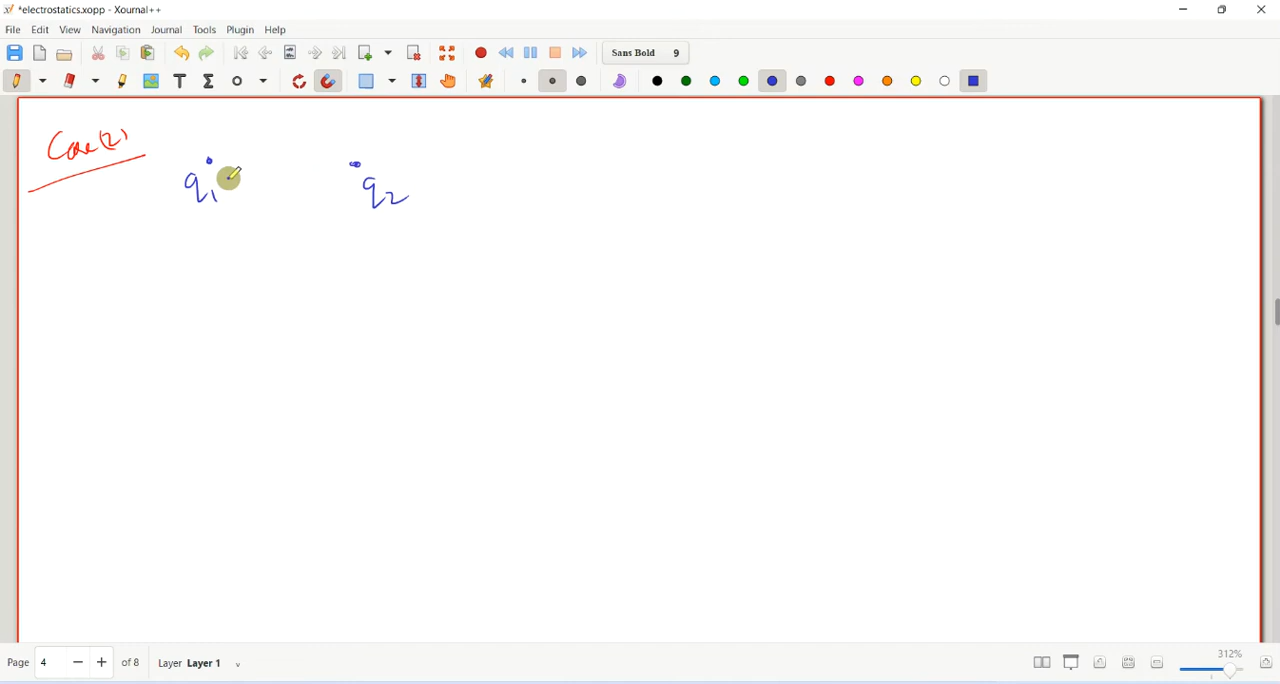 *electrostatics.xopp - Xournal++
File Edit View Navigation Journal Tools Plugin Help
Sans Bold 9
Case (2)
q1 q2
Page 4 of 8 Layer Layer 1 312%